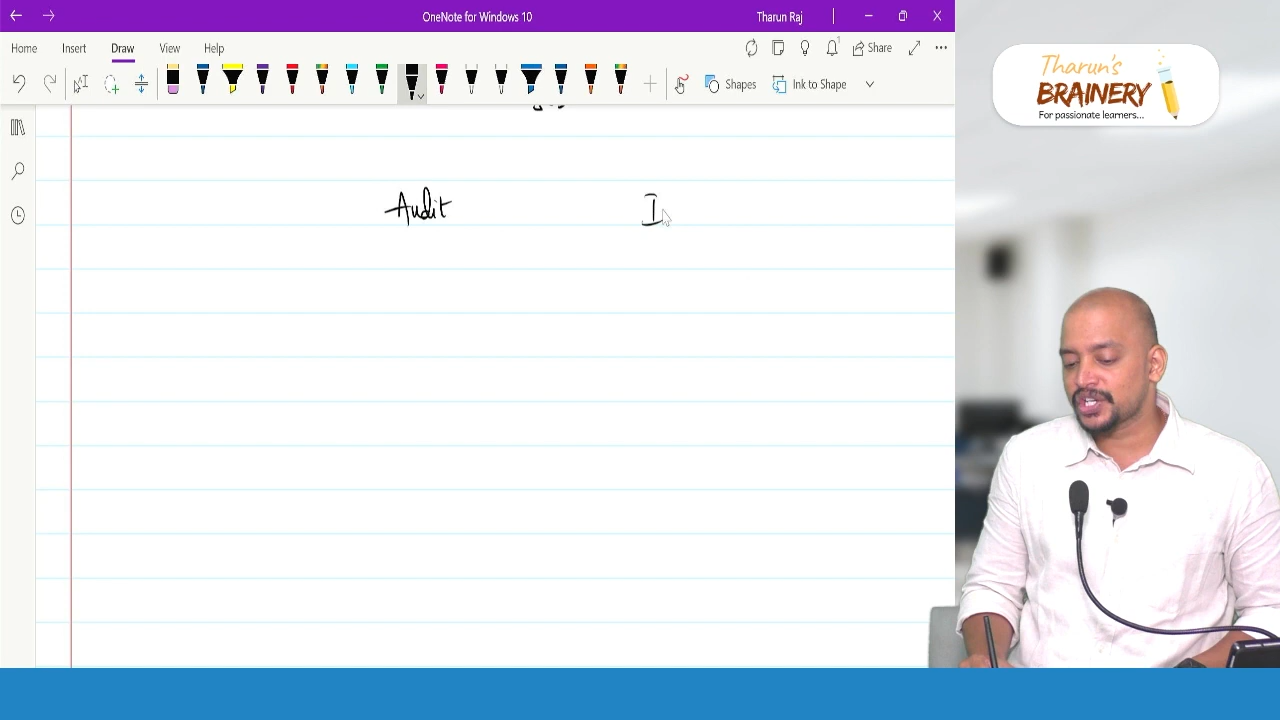 OneNote for Windows 10
Tharun Raj
Home Insert Draw View Help
Share
Shapes
Ink to Shape
Audit I
Tharun's
BRAINERY
For passionate learners...